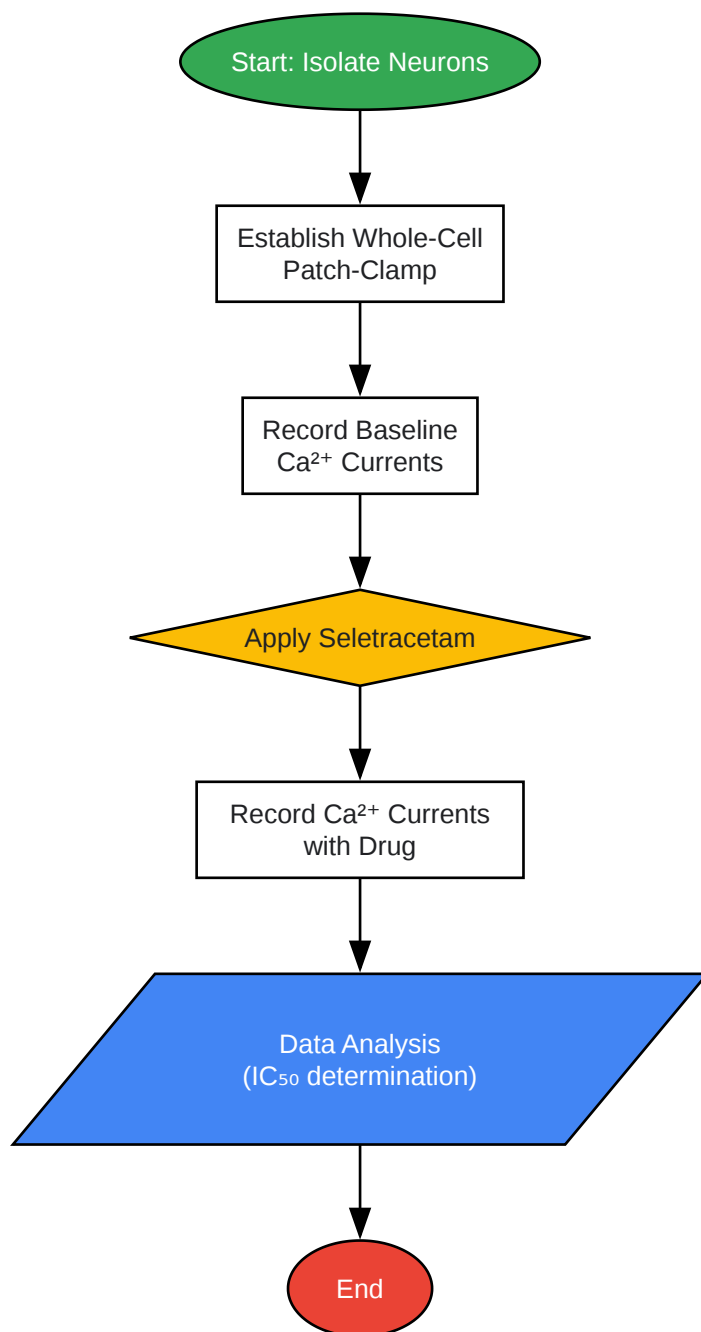 Start: Isolate Neurons
Establish Whole-Cell
Patch-Clamp
Record Baseline
Ca²⁺ Currents
Apply Seletracetam
Record Ca²⁺ Currents
with Drug
Data Analysis
(IC₅₀ determination)
End